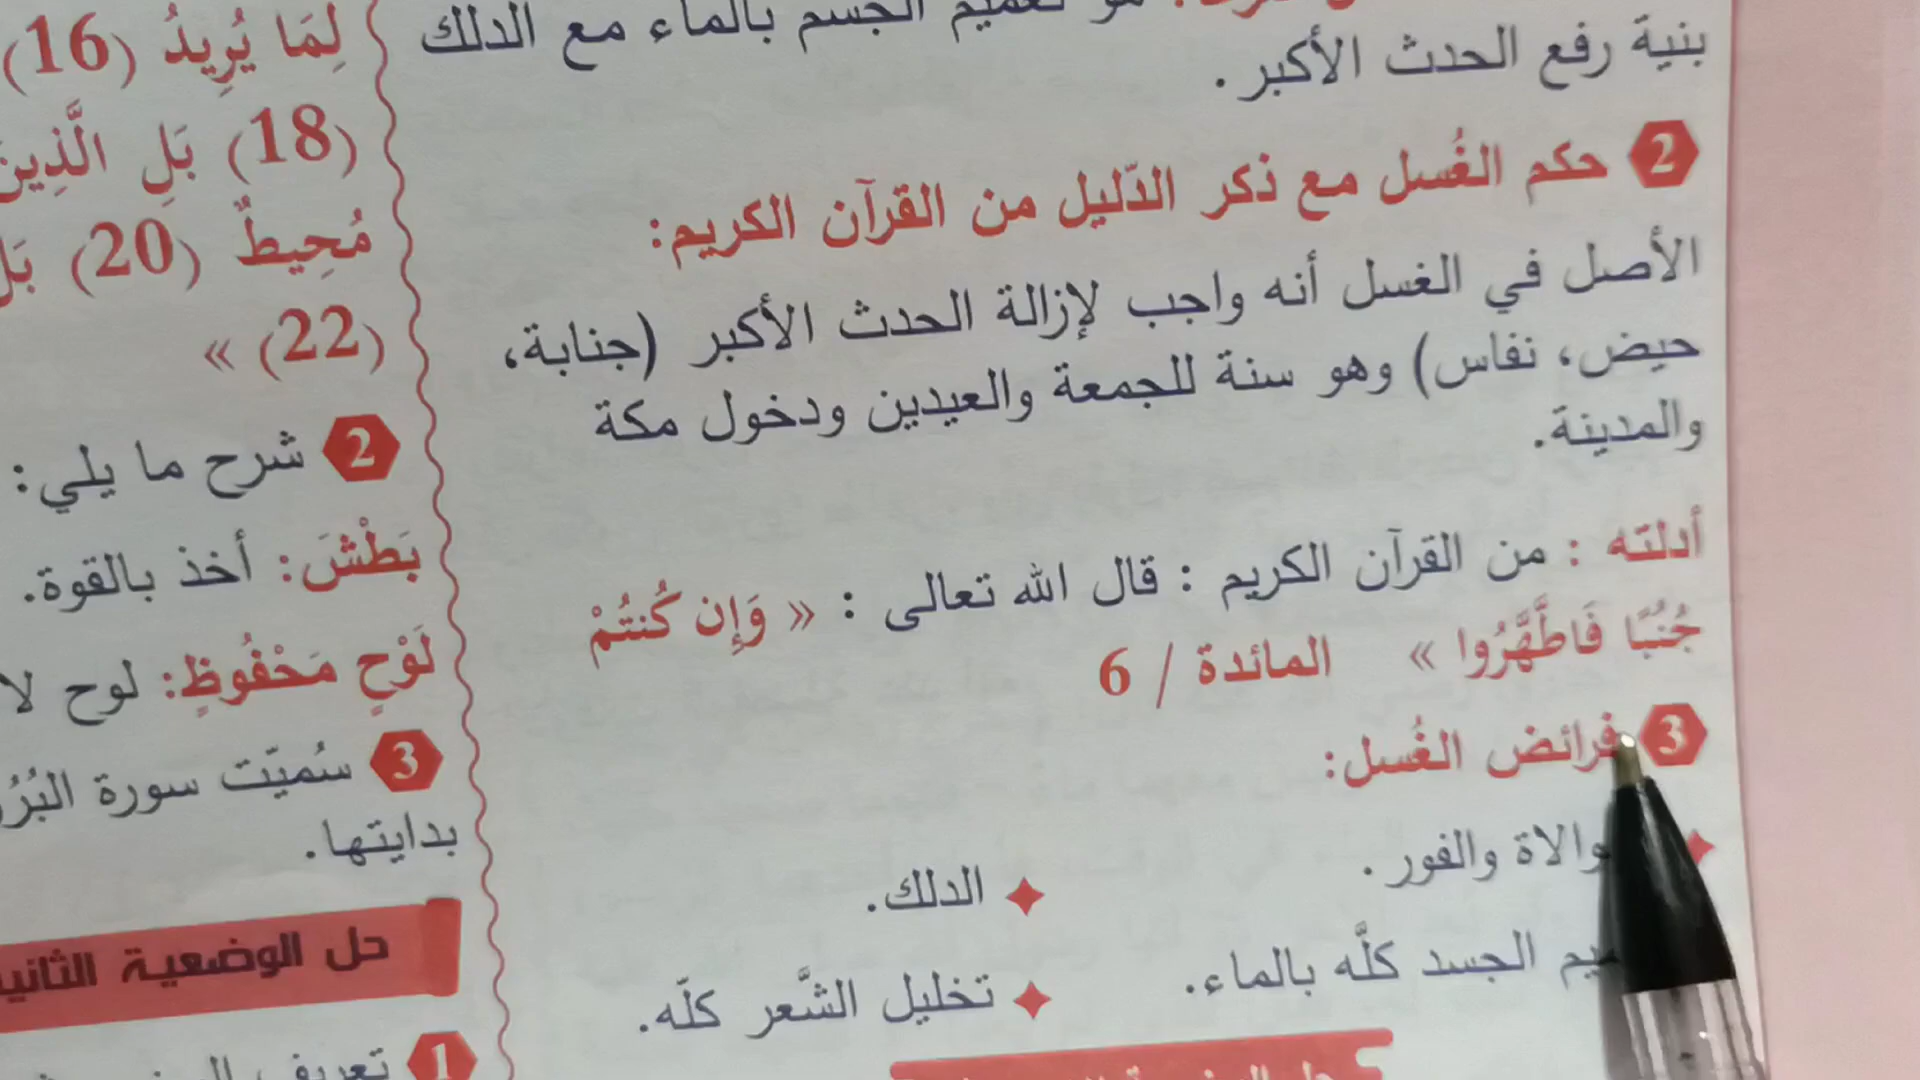 هو تعميم الجسم بالماء مع الدلك
بنية رفع الحدث الأكبر.
2 حكم الغُسل مع ذكر الدّليل من القرآن الكريم:
الأصل في الغسل أنه واجب لإزالة الحدث الأكبر (جنابة،
حيض، نفاس) وهو سنة للجمعة والعيدين ودخول مكة
والمدينة.
أدلته : من القرآن الكريم : قال الله تعالى : « وَإِن كُنتُمْ
جُنُبًا فَاطَّهَّرُوا » المائدة / 6
3 فرائض الغُسل:
والفور.
الدلك.
الجسد كلَّه بالماء.
تخليل الشَّعر كلّه.
لِمَا يُرِيدُ (16)
(18) بَلِ الَّذِينَ
مُحِيطٌ (20) بَل
(22) »
2 شرح ما يلي:
بَطْشَ: أخذ بالقوة.
لَوْحٍ مَحْفُوظٍ: لوح لا
3 سُميّت سورة
بدايتها.
حل الوضعية الثانية
1 تعريف